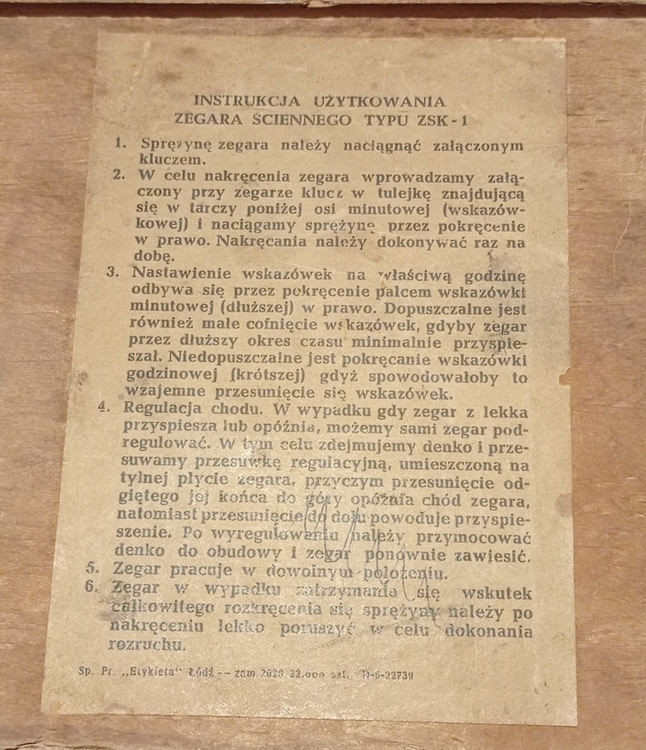 INSTRUKCJA UŻYTKOWANIA
ZEGARA SCIENNEGO TYPU ZSK-1
1. Sprężynę zegara należy naciągnąć załączonym
kluczem.
2. W celu nakręcenia zegara wprowadzamy załą-
czony przy zegarze klucz w tulejkę znajdującą
się w tarczy poniżej osi minutowej (wskazów-
kowej) i naciągamy sprężynę przez pokręcenie
w prawo. Nakręcania należy dokonywać raz na
dobę.
3. Nastawienie wskazówek na właściwą godzinę
odbywa się przez pokręcenie palcem wskazówki
minutowej (dłuższej) w prawo. Dopuszczalne jest
również małe cofnięcie wskazówek, gdyby zegar
przez dłuższy okres czasu minimalnie przyspie-
szał. Niedopuszczalne jest pokręcanie wskazówki
godzinowej (krótszej) gdyż spowodowałoby to
wzajemne przesunięcie się wskazówek.
4. Regulacja chodu. W wypadku gdy zegar z lekka
przyspiesza lub opóźnia, możemy sami zegar pod-
regulować. W tym celu zdejmujemy denko i prze-
suwamy przesuwkę regulacyjną, umieszczoną na
tylnej płycie zegara, przyczym przesunięcie od-
giętego jej końca do góry opóźnia chód zegara,
natomiast przesunięcie do dołu powoduje przyspie-
szenie. Po wyregulowaniu należy przymocować
denko do obudowy i zegar ponownie zawiesić.
5. Zegar pracuje w dowolnym położeniu.
6. Zegar w wypadku zatrzymania się wskutek
całkowitego rozkręcenia się sprężyny należy po
nakręceniu lekko poruszyć w celu dokonania
rozruchu.
Sp. Pr. „Etykieta" Łódź -- zam. 2020 22.000 szt. D-6-22739